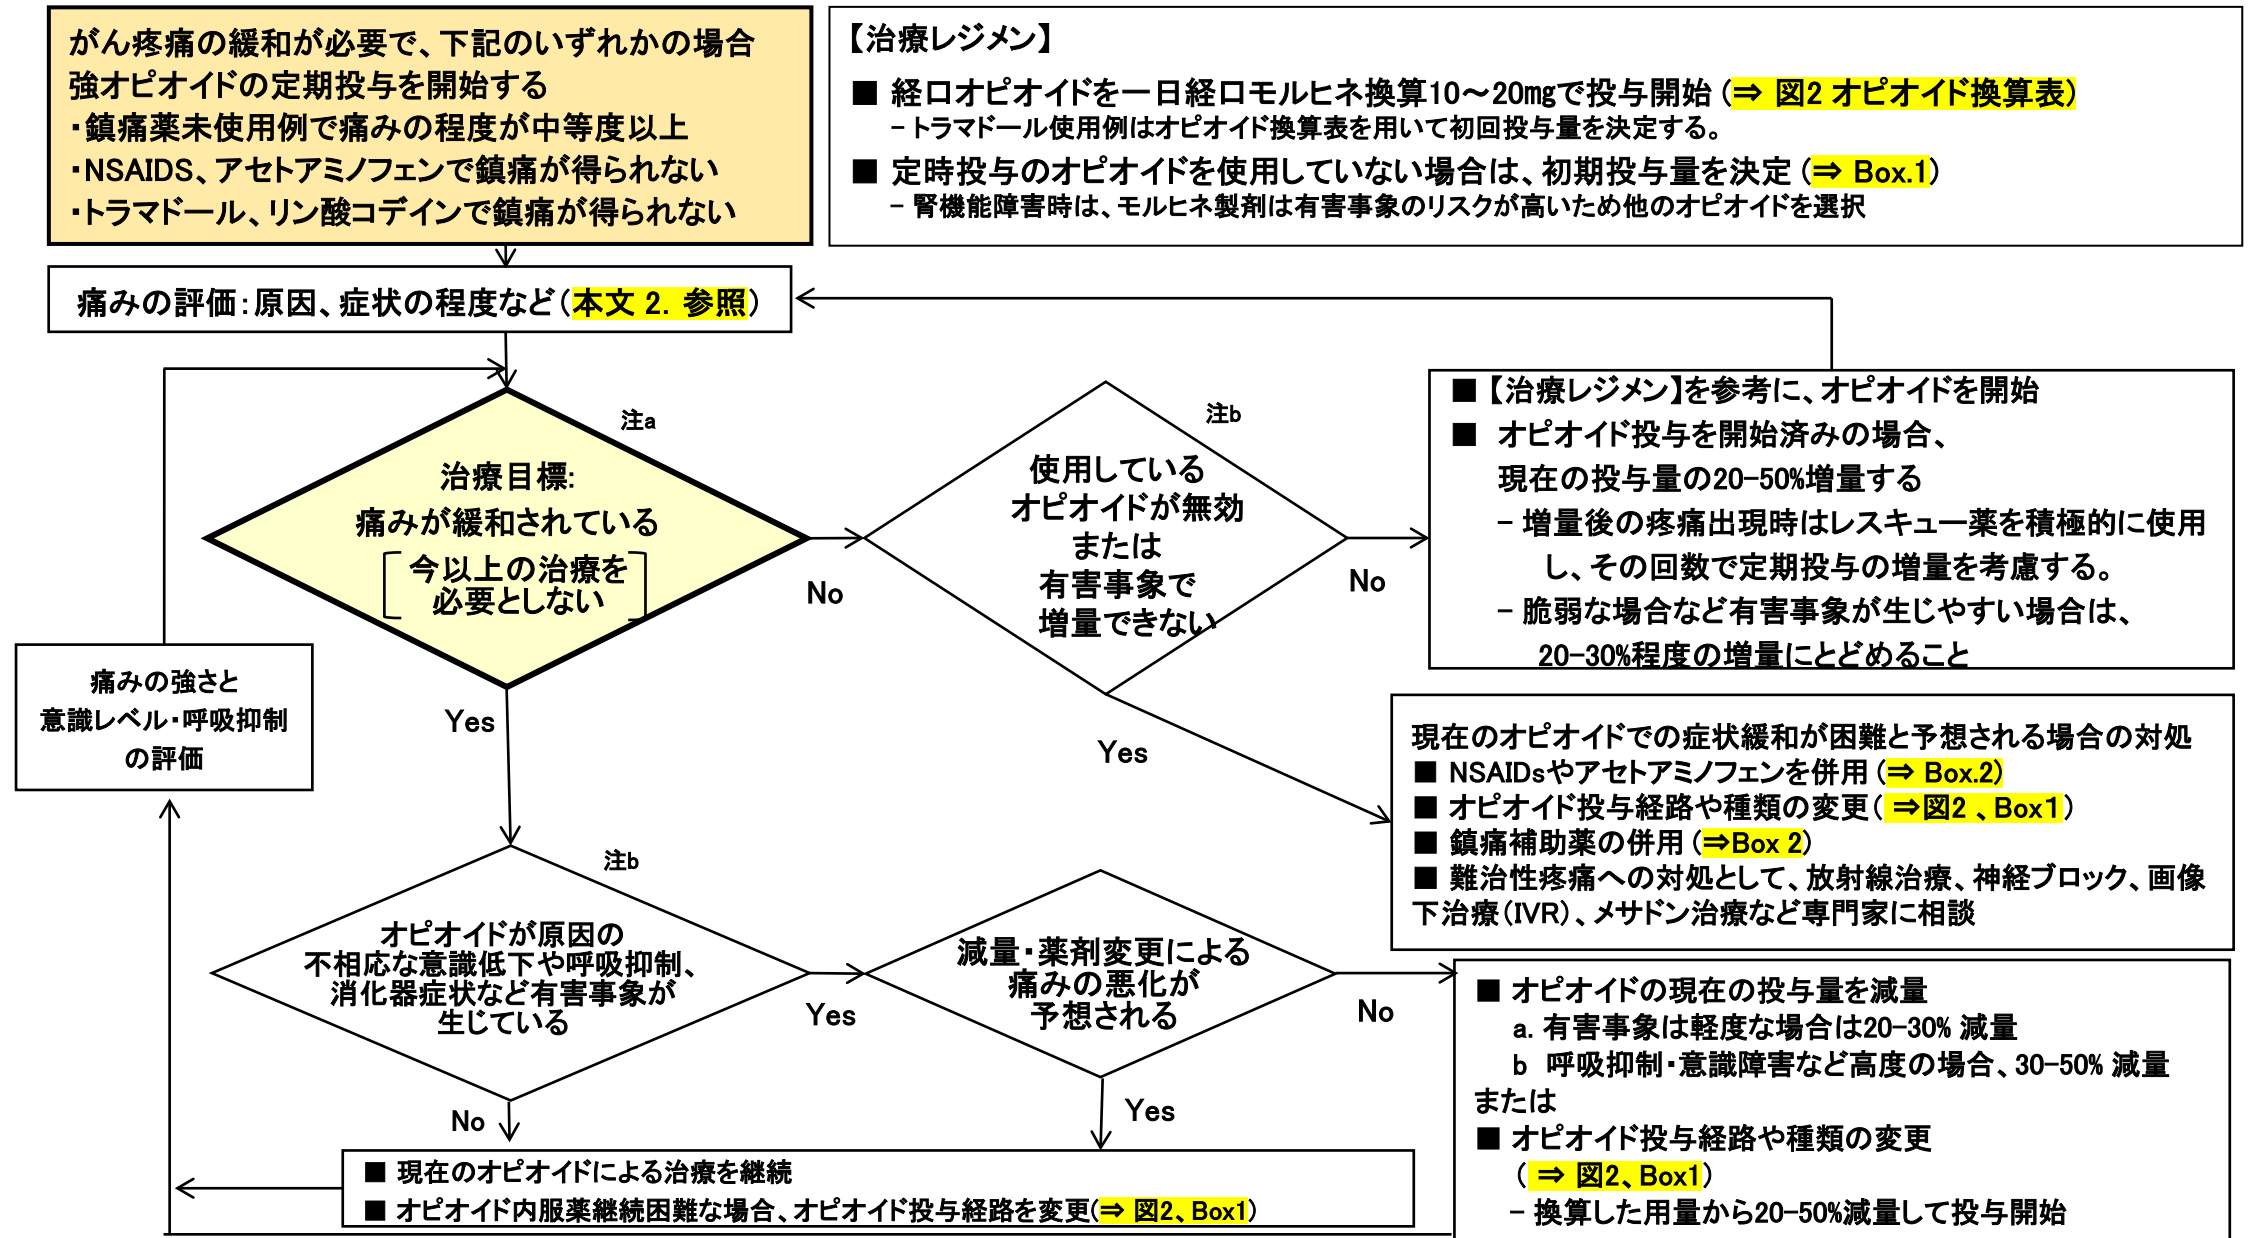 がん疼痛の緩和が必要で、下記のいずれかの場合
強オピオイドの定期投与を開始する
・鎮痛薬未使用例で痛みの程度が中等度以上
・NSAIDS、アセトアミノフェンで鎮痛が得られない
・トラマドール、リン酸コデインで鎮痛が得られない
【治療レジメン】
■ 経口オピオイドを一日経口モルヒネ換算10～20mgで投与開始 (⇒ 図2 オピオイド換算表)
- トラマドール使用例はオピオイド換算表を用いて初回投与量を決定する。
■ 定時投与のオピオイドを使用していない場合は、初期投与量を決定 (⇒ Box.1)
- 腎機能障害時は、モルヒネ製剤は有害事象のリスクが高いため他のオピオイドを選択
痛みの評価：原因、症状の程度など（本文 2. 参照）
注a
治療目標:
痛みが緩和されている
今以上の治療を
必要としない
No
Yes
注b
使用している
オピオイドが無効
または
有害事象で
増量できない
No
Yes
■【治療レジメン】を参考に、オピオイドを開始
■ オピオイド投与を開始済みの場合、
現在の投与量の20-50%増量する
- 増量後の疼痛出現時はレスキュー薬を積極的に使用
し、その回数で定期投与の増量を考慮する。
- 脆弱な場合など有害事象が生じやすい場合は、
20-30%程度の増量にとどめること
痛みの強さと
意識レベル・呼吸抑制
の評価
現在のオピオイドでの症状緩和が困難と予想される場合の対処
■ NSAIDsやアセトアミノフェンを併用 (⇒ Box.2)
■ オピオイド投与経路や種類の変更( ⇒図2 、Box1)
■ 鎮痛補助薬の併用 (⇒Box 2)
■ 難治性疼痛への対処として、放射線治療、神経ブロック、画像
下治療(IVR)、メサドン治療など専門家に相談
注b
オピオイドが原因の
不相応な意識低下や呼吸抑制、
消化器症状など有害事象が
生じている
Yes
No
減量・薬剤変更による
痛みの悪化が
予想される
No
Yes
■ オピオイドの現在の投与量を減量
a. 有害事象は軽度な場合は20-30% 減量
b 呼吸抑制・意識障害など高度の場合、30-50% 減量
または
■ オピオイド投与経路や種類の変更
( ⇒ 図2、Box1)
- 換算した用量から20-50%減量して投与開始
■ 現在のオピオイドによる治療を継続
■ オピオイド内服薬継続困難な場合、オピオイド投与経路を変更(⇒ 図2、Box1)